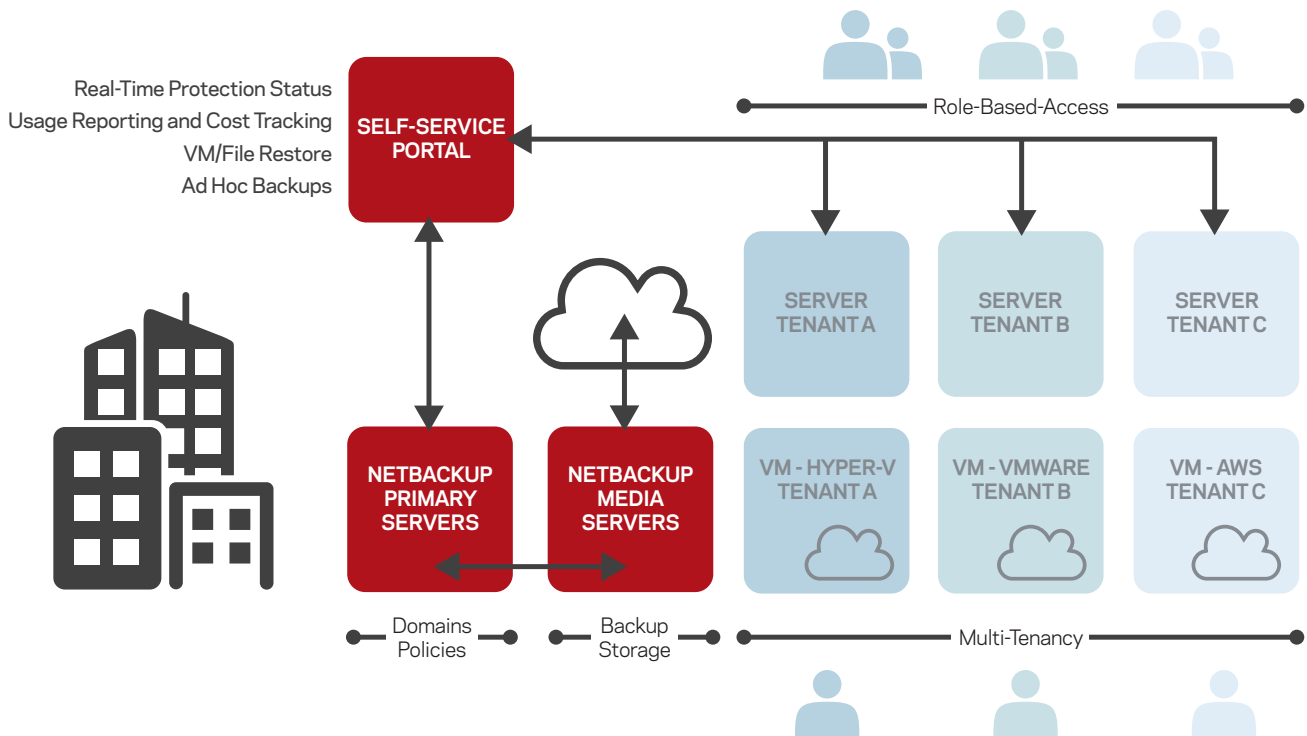 Real-Time Protection Status
Usage Reporting and Cost Tracking
VM/File Restore
Ad Hoc Backups
SELF-SERVICE
PORTAL
Role-Based-Access
SERVER
TENANT A
SERVER
TENANT B
SERVER
TENANT C
NETBACKUP
PRIMARY
SERVERS
NETBACKUP
MEDIA
SERVERS
VM - HYPER-V
TENANT A
VM - VMWARE
TENANT B
VM - AWS
TENANT C
Domains
Policies
Backup
Storage
Multi-Tenancy